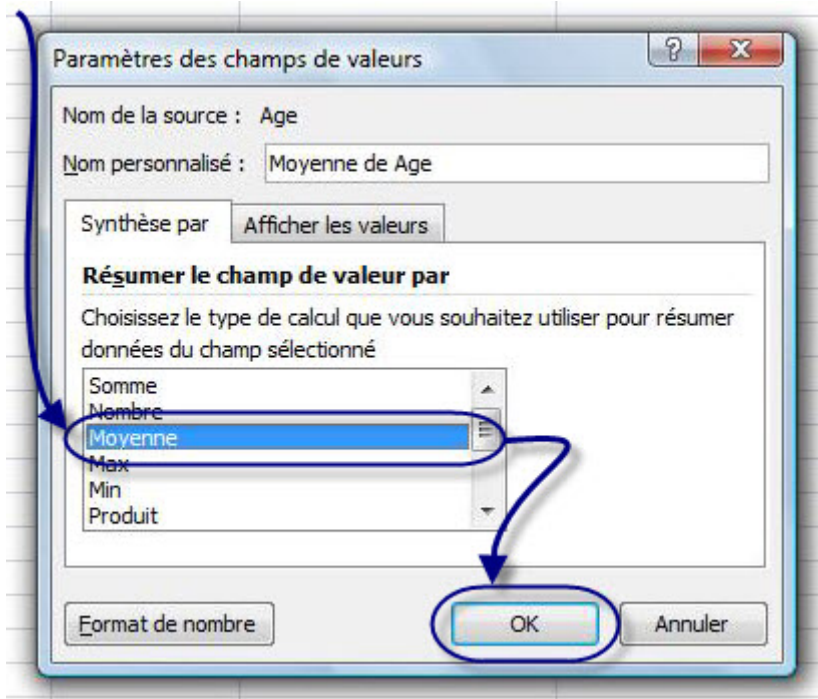 Paramètres des champs de valeurs
Nom de la source : Age
Nom personnalisé : Moyenne de Age
Synthèse par Afficher les valeurs
Résumer le champ de valeur par
Choisissez le type de calcul que vous souhaitez utiliser pour résumer
données du champ sélectionné
Somme
Nombre
Moyenne
Max
Min
Produit
Format de nombre OK Annuler